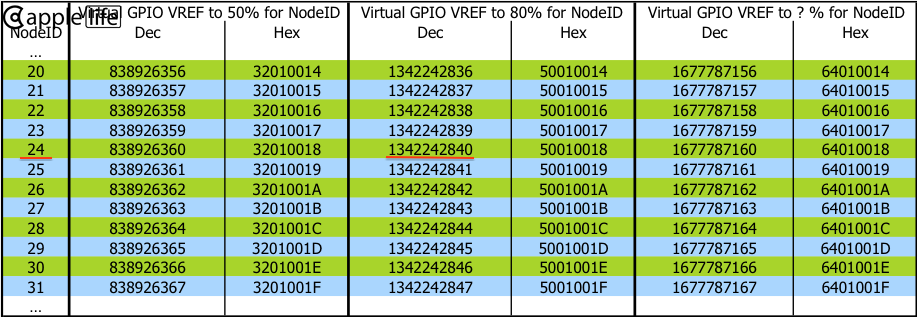 apple life
Virtual GPIO VREF to 50% for NodeID Virtual GPIO VREF to 80% for NodeID Virtual GPIO VREF to ? % for NodeID
NodeID Dec Hex Dec Hex Dec Hex
...
20 838926356 32010014 1342242836 50010014 1677787156 64010014
21 838926357 32010015 1342242837 50010015 1677787157 64010015
22 838926358 32010016 1342242838 50010016 1677787158 64010016
23 838926359 32010017 1342242839 50010017 1677787159 64010017
24 838926360 32010018 1342242840 50010018 1677787160 64010018
25 838926361 32010019 1342242841 50010019 1677787161 64010019
26 838926362 3201001A 1342242842 5001001A 1677787162 6401001A
27 838926363 3201001B 1342242843 5001001B 1677787163 6401001B
28 838926364 3201001C 1342242844 5001001C 1677787164 6401001C
29 838926365 3201001D 1342242845 5001001D 1677787165 6401001D
30 838926366 3201001E 1342242846 5001001E 1677787166 6401001E
31 838926367 3201001F 1342242847 5001001F 1677787167 6401001F
...